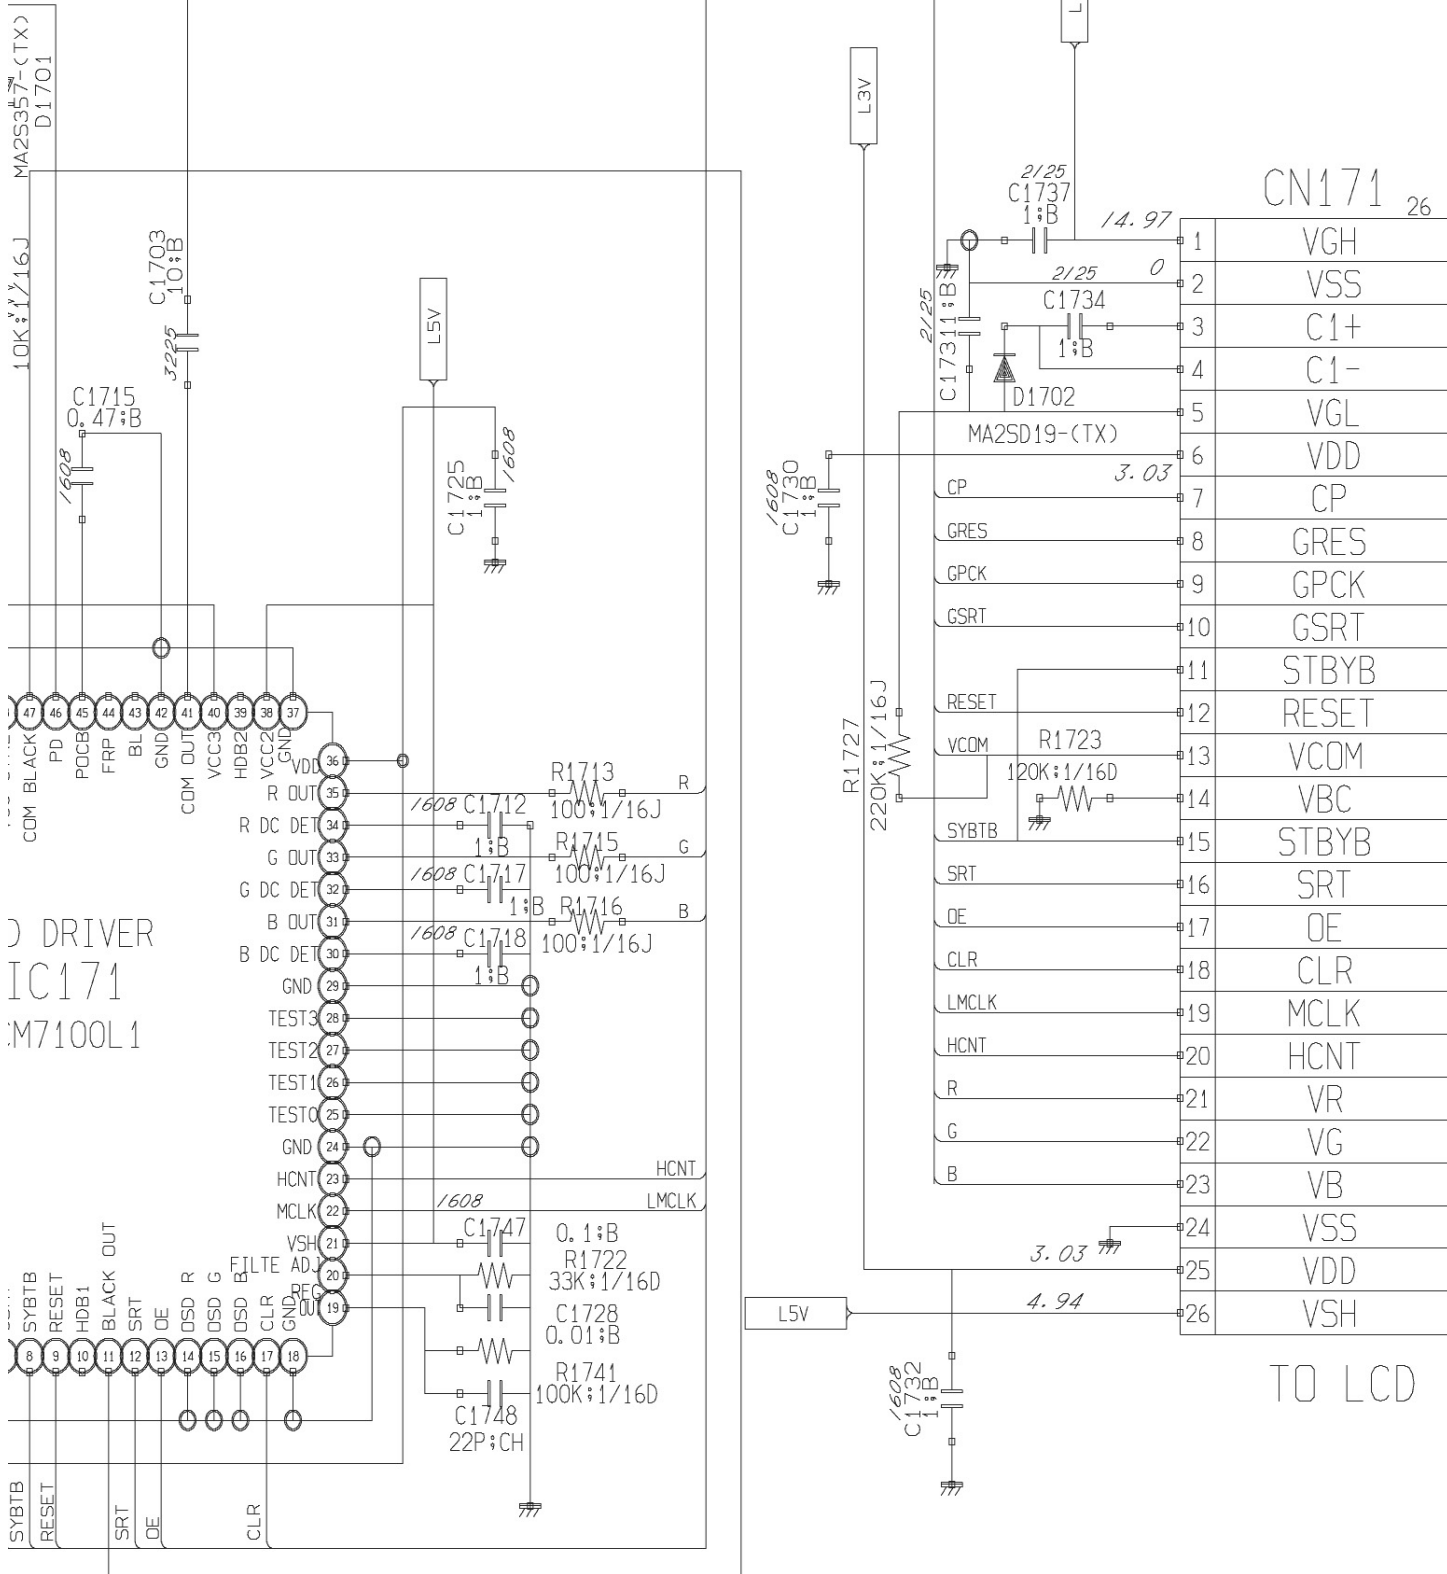 MA2S357-(TX)
D1701
10K;1/16J
C1703
10;B
3225
C1715
0.47;B
1608
L5V
C1725
1;B
1608
L3V
L
2125
C1737
1;B
14.97
2125
C1734
1;B
0
2125
C1731
1;B
D1702
MA2SD19-(TX)
1608
C1730
1;B
3.03
CN171
26
1 VGH
2 VSS
3 C1+
4 C1-
5 VGL
6 VDD
7 CP
8 GRES
9 GPCK
10 GSRT
11 STBYB
12 RESET
13 VCOM
14 VBC
15 STBYB
16 SRT
17 OE
18 CLR
19 MCLK
20 HCNT
21 VR
22 VG
23 VB
24 VSS
25 VDD
26 VSH
TO LCD
CP
GRES
GPCK
GSRT
RESET
VCOM
SYBTB
SRT
OE
CLR
LMCLK
HCNT
R
G
B
R1727
220K;1/16J
R1723
120K;1/16D
3.03
4.94
L5V
1608
C1732
1;B
47 COM BLACK
46 PD
45 POCB
44 FRP
43 BL
42 GND
41 COM OUT
40 VCC3
39 HDB2
38 VCC2
37 GND
VDD 36
R OUT 35
R DC DET 34
G OUT 33
G DC DET 32
B OUT 31
B DC DET 30
GND 29
TEST3 28
TEST2 27
TEST1 26
TEST0 25
GND 24
HCNT 23
MCLK 22
VSH 21
FILTE ADJ 20
REG OUT 19
D DRIVER
IC171
CM7100L1
R1713
100;1/16J
R
1608 C1712
1;B
R1715
100;1/16J
G
1608 C1717
1;B
R1716
100;1/16J
B
1608 C1718
1;B
HCNT
LMCLK
1608
C1747
0.1;B
R1722
33K;1/16D
C1728
0.01;B
R1741
100K;1/16D
C1748
22P;CH
8 SYBTB
9 RESET
10 HDB1
11 BLACK OUT
12 SRT
13 OE
14 OSD R
15 OSD G
16 OSD B
17 CLR
18 GND
SYBTB
RESET
SRT
OE
CLR